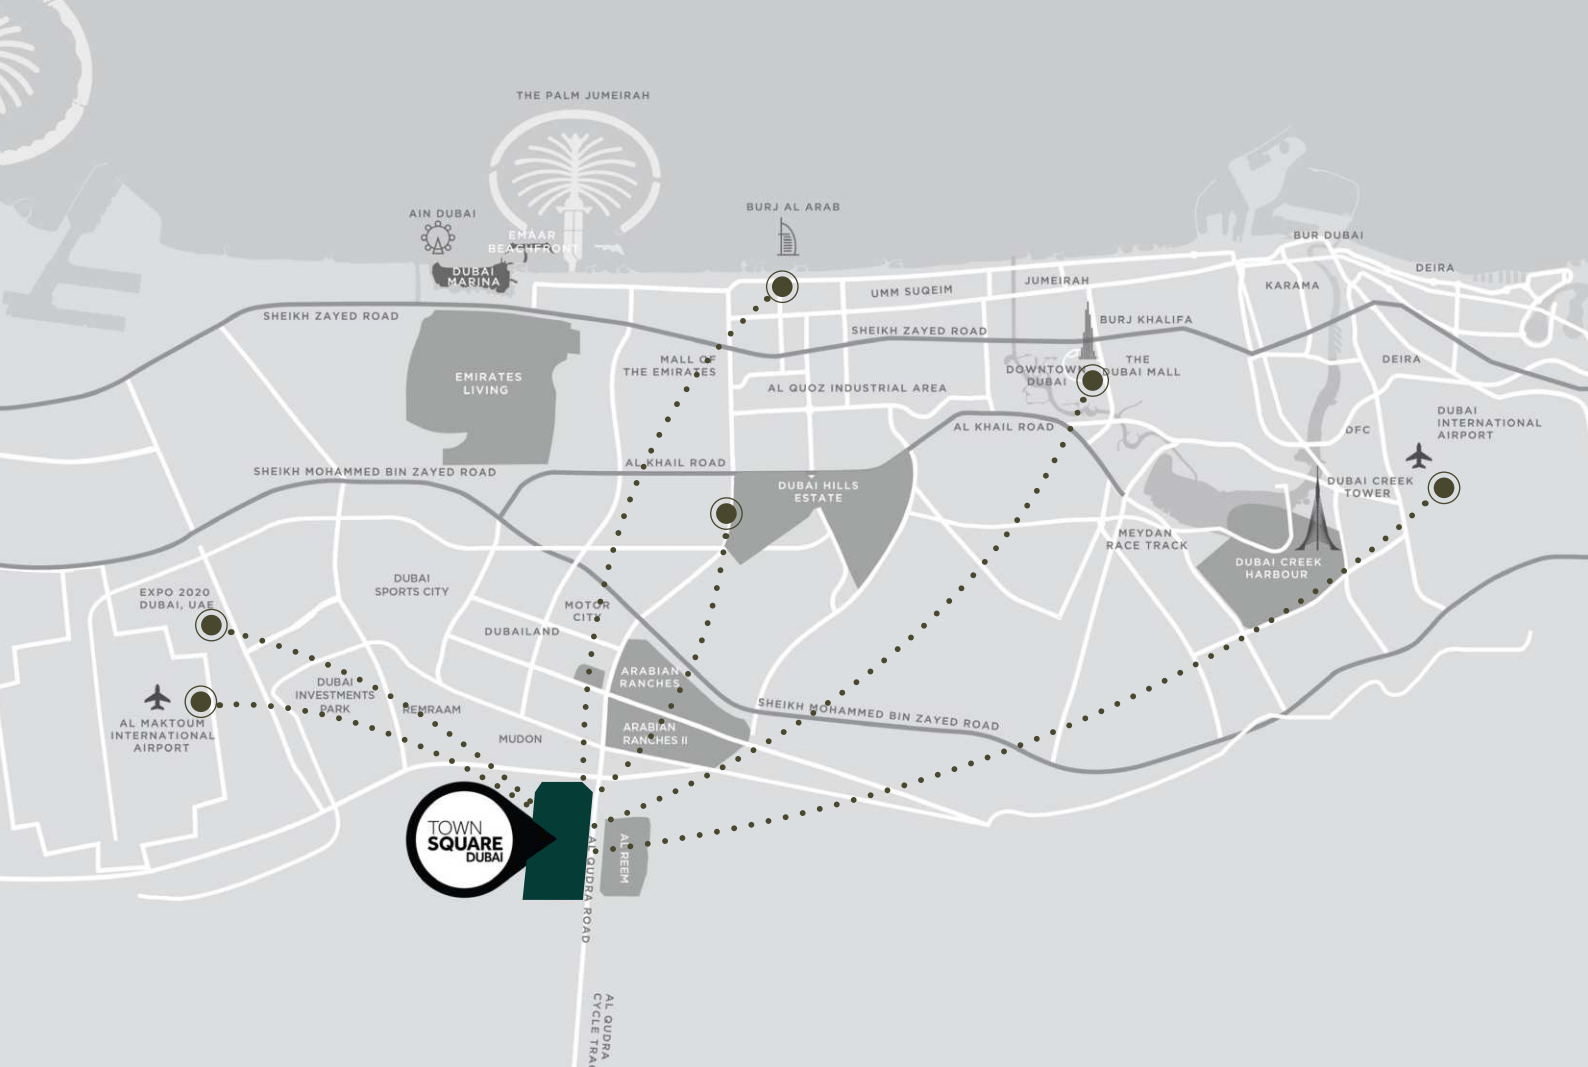 THE PALM JUMEIRAH
AIN DUBAI
EMAAR
BEACHFRONT
DUBAI
MARINA
BURJ AL ARAB
BUR DUBAI
DEIRA
UMM SUQEIM
JUMEIRAH
KARAMA
SHEIKH ZAYED ROAD
SHEIKH ZAYED ROAD
BURJ KHALIFA
MALL OF
THE EMIRATES
THE
DUBAI MALL
DOWNTOWN
DUBAI
DEIRA
EMIRATES
LIVING
AL QUOZ INDUSTRIAL AREA
DUBAI
INTERNATIONAL
AIRPORT
AL KHAIL ROAD
DFC
AL KHAIL ROAD
SHEIKH MOHAMMED BIN ZAYED ROAD
DUBAI HILLS
ESTATE
DUBAI CREEK
TOWER
MEYDAN
RACE TRACK
DUBAI CREEK
HARBOUR
DUBAI
SPORTS CITY
EXPO 2020
DUBAI, UAE
MOTOR
CITY
DUBAILAND
ARABIAN
RANCHES
DUBAI
INVESTMENTS
PARK
REMRAAM
SHEIKH MOHAMMED BIN ZAYED ROAD
AL MAKTOUM
INTERNATIONAL
AIRPORT
MUDON
ARABIAN
RANCHES II
TOWN
SQUARE
DUBAI
AL REEM
AL QUDRA ROAD
AL QUDRA
CYCLE TRAC